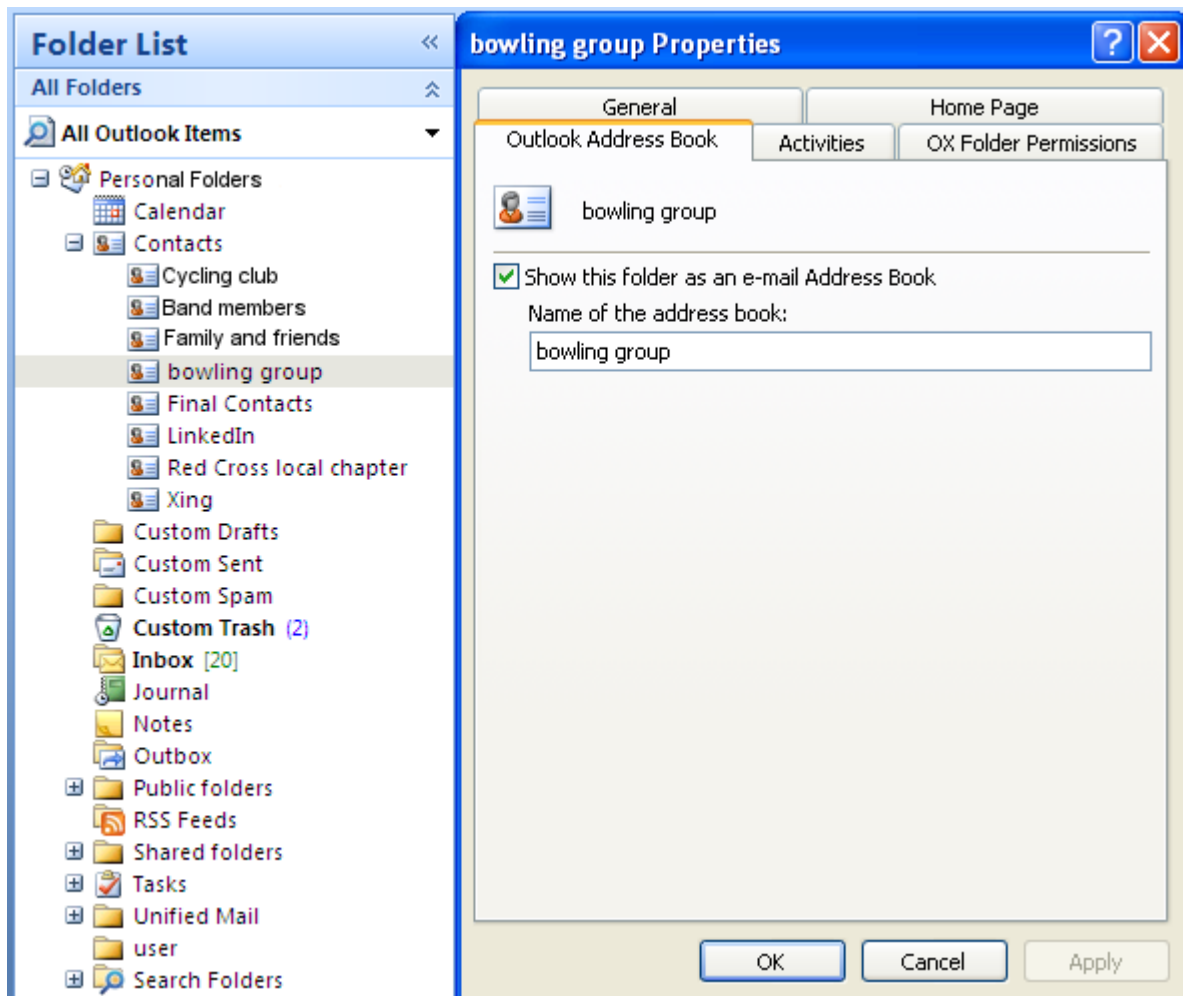 Folder List
All Folders
All Outlook Items
Personal Folders
Calendar
Contacts
Cycling club
Band members
Family and friends
bowling group
Final Contacts
LinkedIn
Red Cross local chapter
Xing
Custom Drafts
Custom Sent
Custom Spam
Custom Trash (2)
Inbox [20]
Journal
Notes
Outbox
Public folders
RSS Feeds
Shared folders
Tasks
Unified Mail
user
Search Folders
bowling group Properties
General Home Page
Outlook Address Book Activities OX Folder Permissions
bowling group
Show this folder as an e-mail Address Book
Name of the address book:
bowling group
OK Cancel Apply